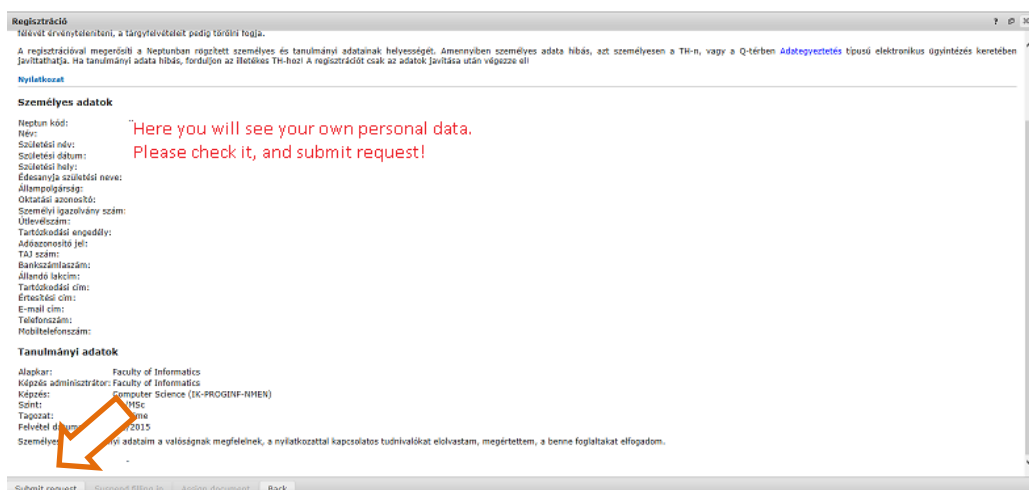 Regisztráció
félévét érvényteleníteni, a tárgyfelvételeit pedig törölni fogja.
A regisztrációval megerősíti a Neptunban rögzített személyes és tanulmányi adatainak helyességét. Amennyiben személyes adata hibás, azt személyesen a TH-n, vagy a Q-térben Adategyeztetés típusú elektronikus ügyintézés keretében
javíttathatja. Ha tanulmányi adata hibás, forduljon az illetékes TH-hoz! A regisztrációt csak az adatok javítása után végezze el!
Nyilatkozat
Személyes adatok
Neptun kód:
Here you will see your own personal data.
Név:
Születési név:
Please check it, and submit request!
Születési dátum:
Születési hely:
Édesanyja születési neve:
Állampolgárság:
Oktatási azonosító:
Személyi igazolvány szám:
Útlevélszám:
Tartózkodási engedély:
Adóazonosító jel:
TAJ szám:
Bankszámlaszám:
Állandó lakcím:
Tartózkodási cím:
Értesítési cím:
E-mail cím:
Telefonszám:
Mobiltelefonszám:
Tanulmányi adatok
Alapkar: Faculty of Informatics
Képzés adminisztrátor: Faculty of Informatics
Képzés: Computer Science (IK-PROGINF-NMEN)
Szint: /MSc
Tagozat:
Felvétel /2015
Személyes adataim a valóságnak megfelelnek, a nyilatkozattal kapcsolatos tudnivalókat elolvastam, megértettem, a benne foglaltakat elfogadom.
Submit request Suspend filling in Assign document Back